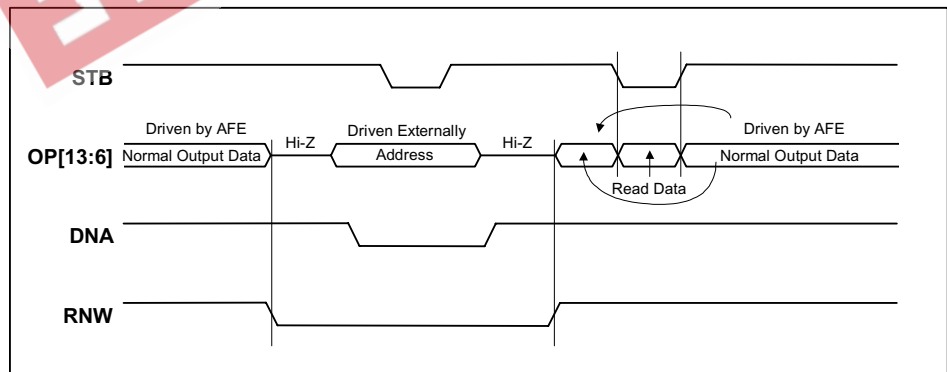 STB
Driven by AFE
Hi-Z
Driven Externally
Hi-Z
Driven by AFE
OP[13:6]
Normal Output Data
Address
Normal Output Data
Read Data
DNA
RNW